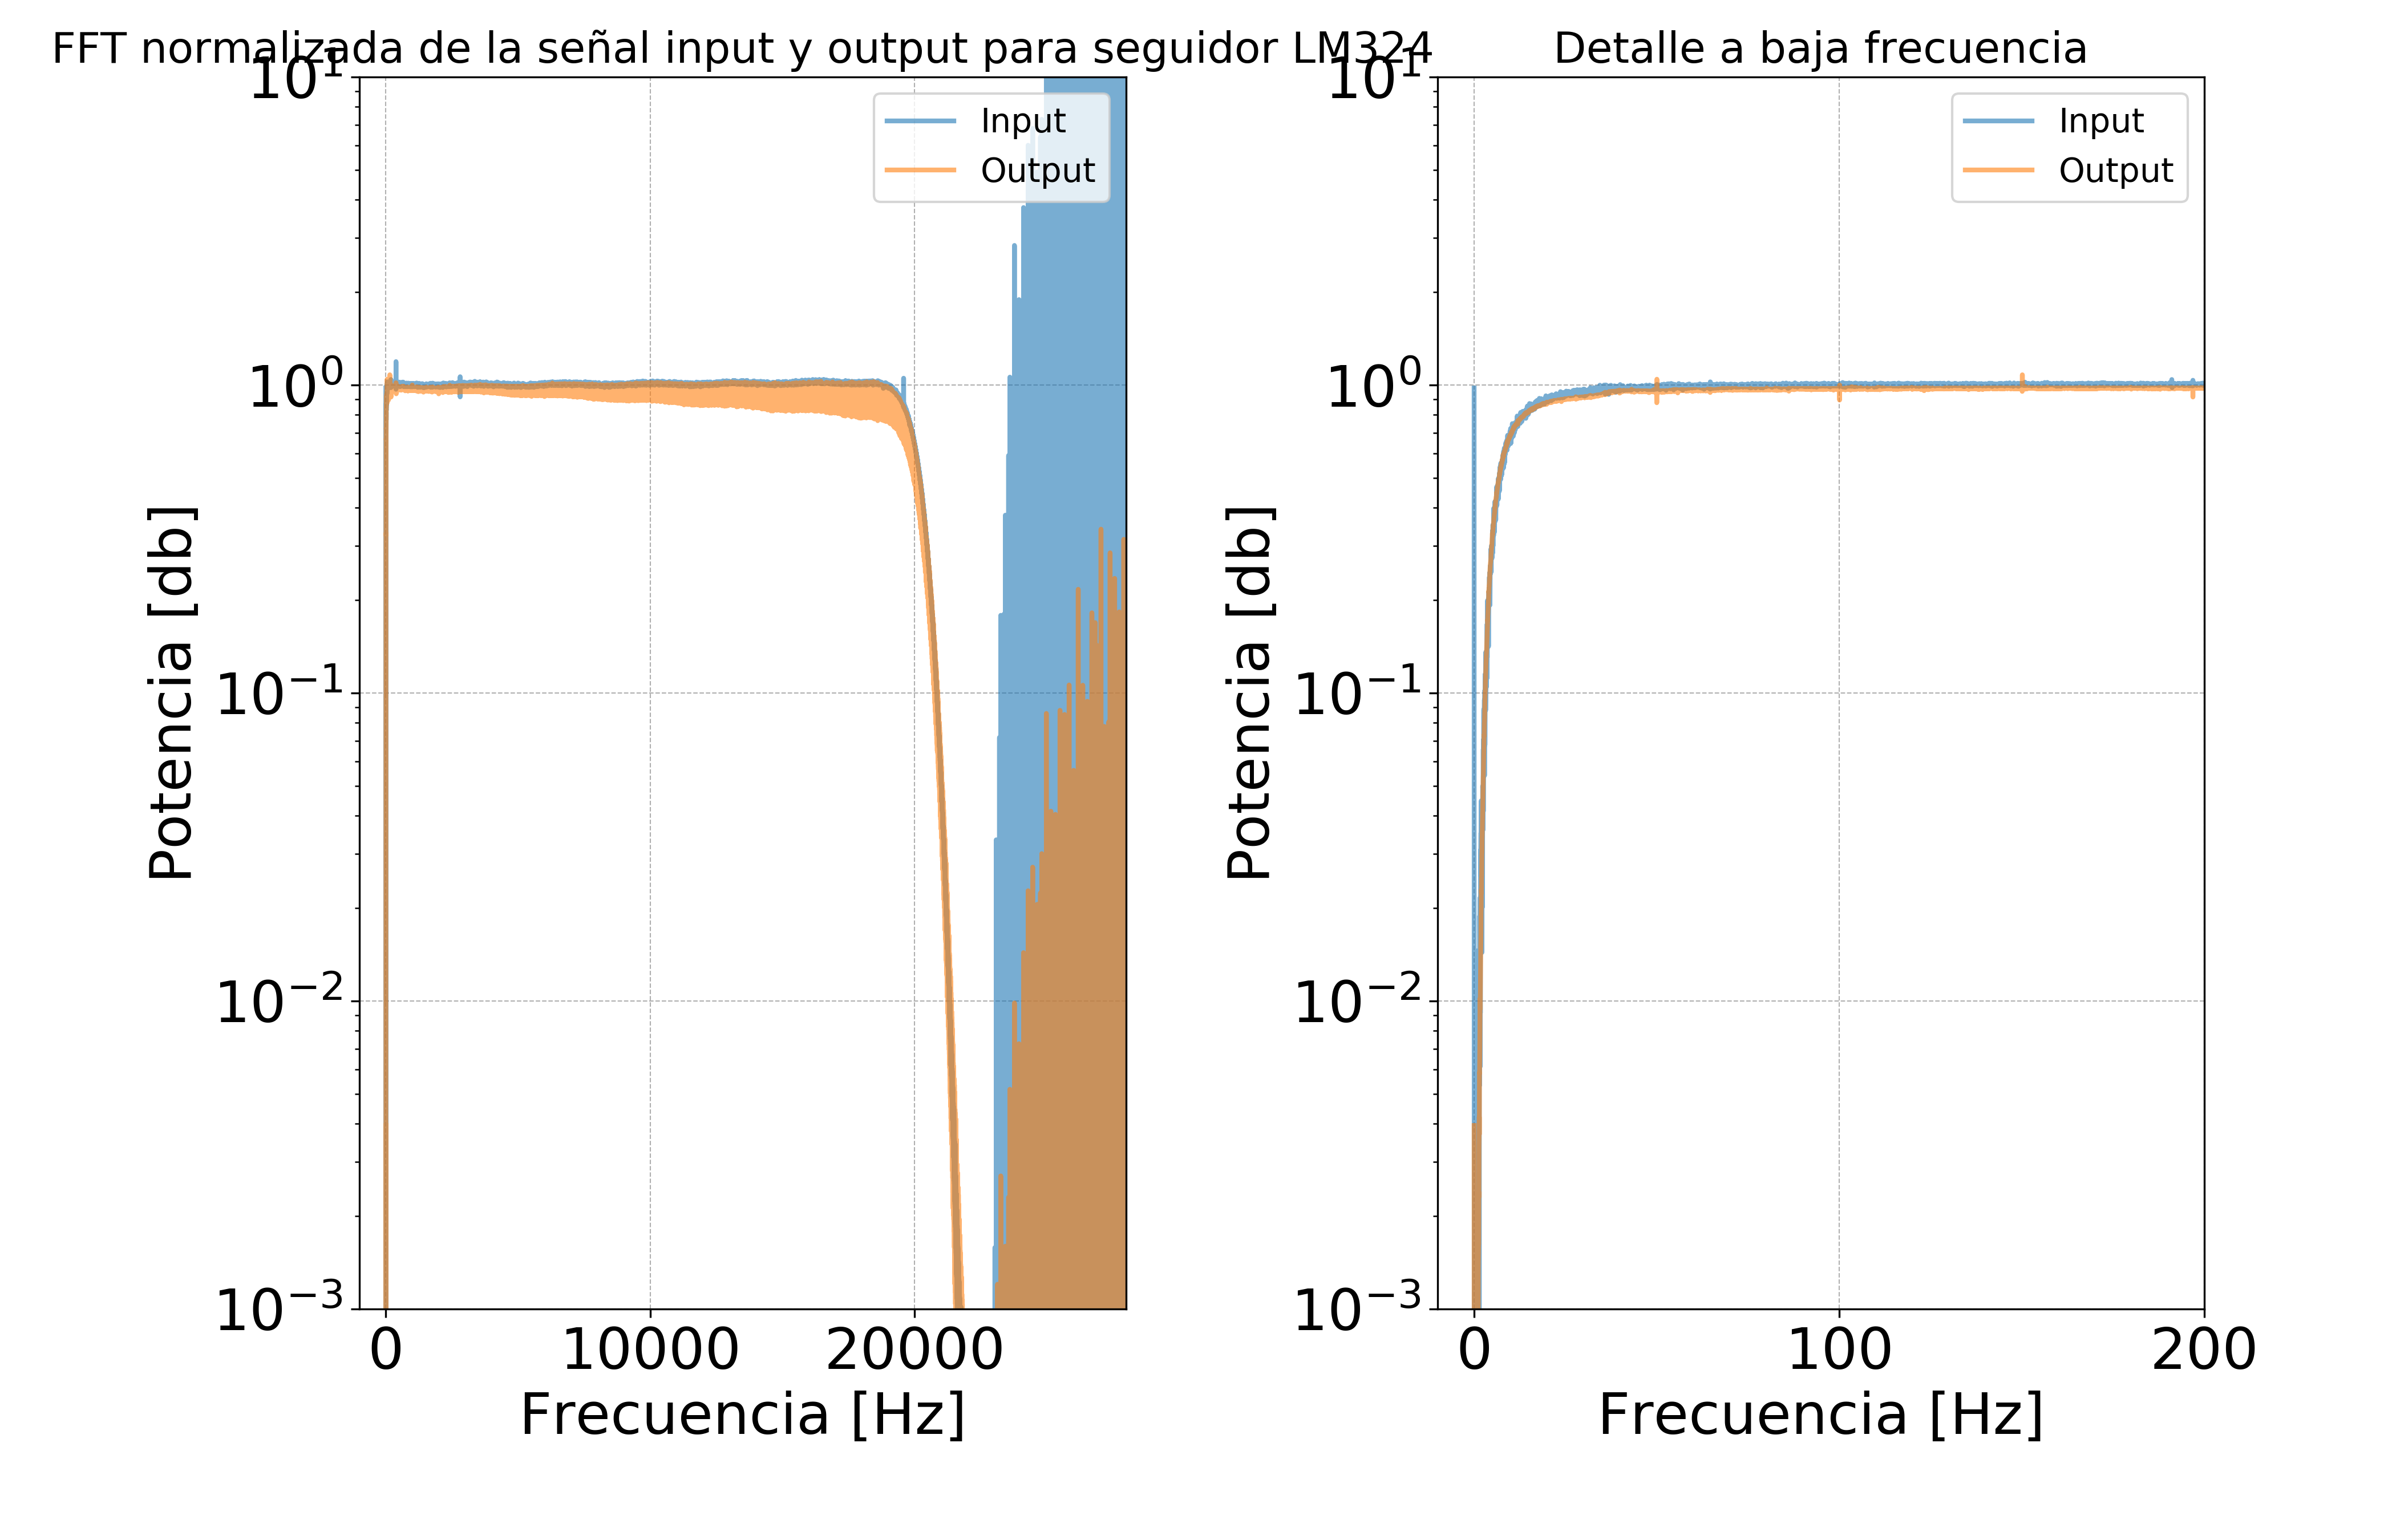 FFT normalizada de la señal input y output para seguidor LM324
10¹
10⁰
10⁻¹
10⁻²
10⁻³
Potencia [db]
Input
Output
0 10000 20000
Frecuencia [Hz]
Detalle a baja frecuencia
10¹
10⁰
10⁻¹
10⁻²
10⁻³
Potencia [db]
Input
Output
0 100 200
Frecuencia [Hz]